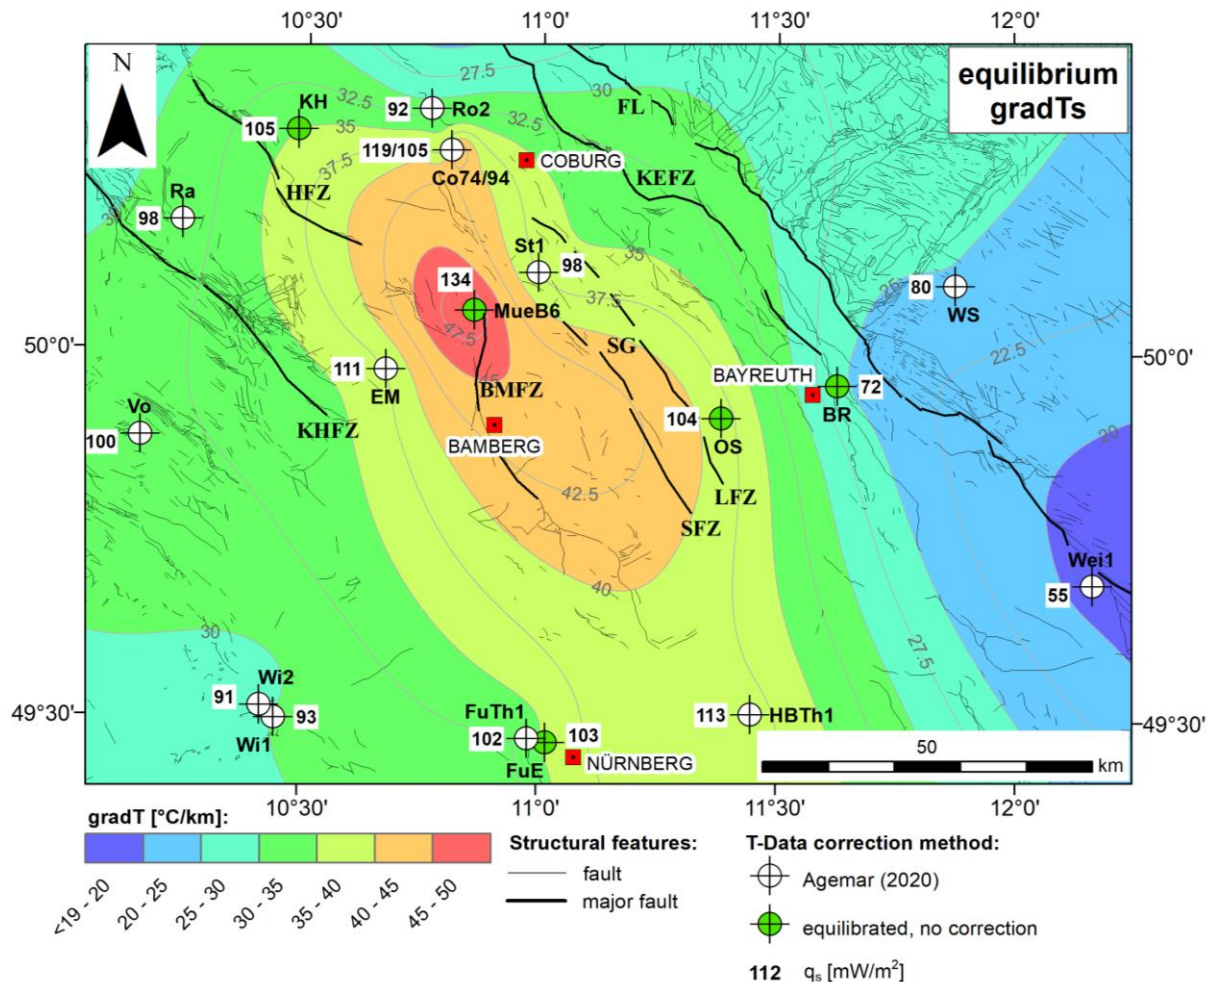 10°30' 11°0' 11°30' 12°0'
N
equilibrium
gradTs
27.5
30
KH
32.5
92 Ro2
FL
105
35
32.5
119/105
COBURG
37.5
Co74/94
KEFZ
Ra
HFZ
98
30
St1
35
98
134
37.5
80
25
WS
MueB6
47.5
50°0' 50°0'
SG
22.5
45
111
BAYREUTH
EM
BMFZ
72
BR
Vo
104
20
100
KHFZ
BAMBERG
OS
42.5
LFZ
SFZ
40
Wei1
55
30
27.5
Wi2
91
49°30' 93 49°30'
Wi1
FuTh1
113 HBTh1
102 103
50
FuE
NÜRNBERG
km
10°30' 11°0' 11°30' 12°0'
gradT [°C/km]:
<19 - 20
20 - 25
25 - 30
30 - 35
35 - 40
40 - 45
45 - 50
Structural features:
fault
major fault
T-Data correction method:
Agemar (2020)
equilibrated, no correction
112 qₛ [mW/m²]